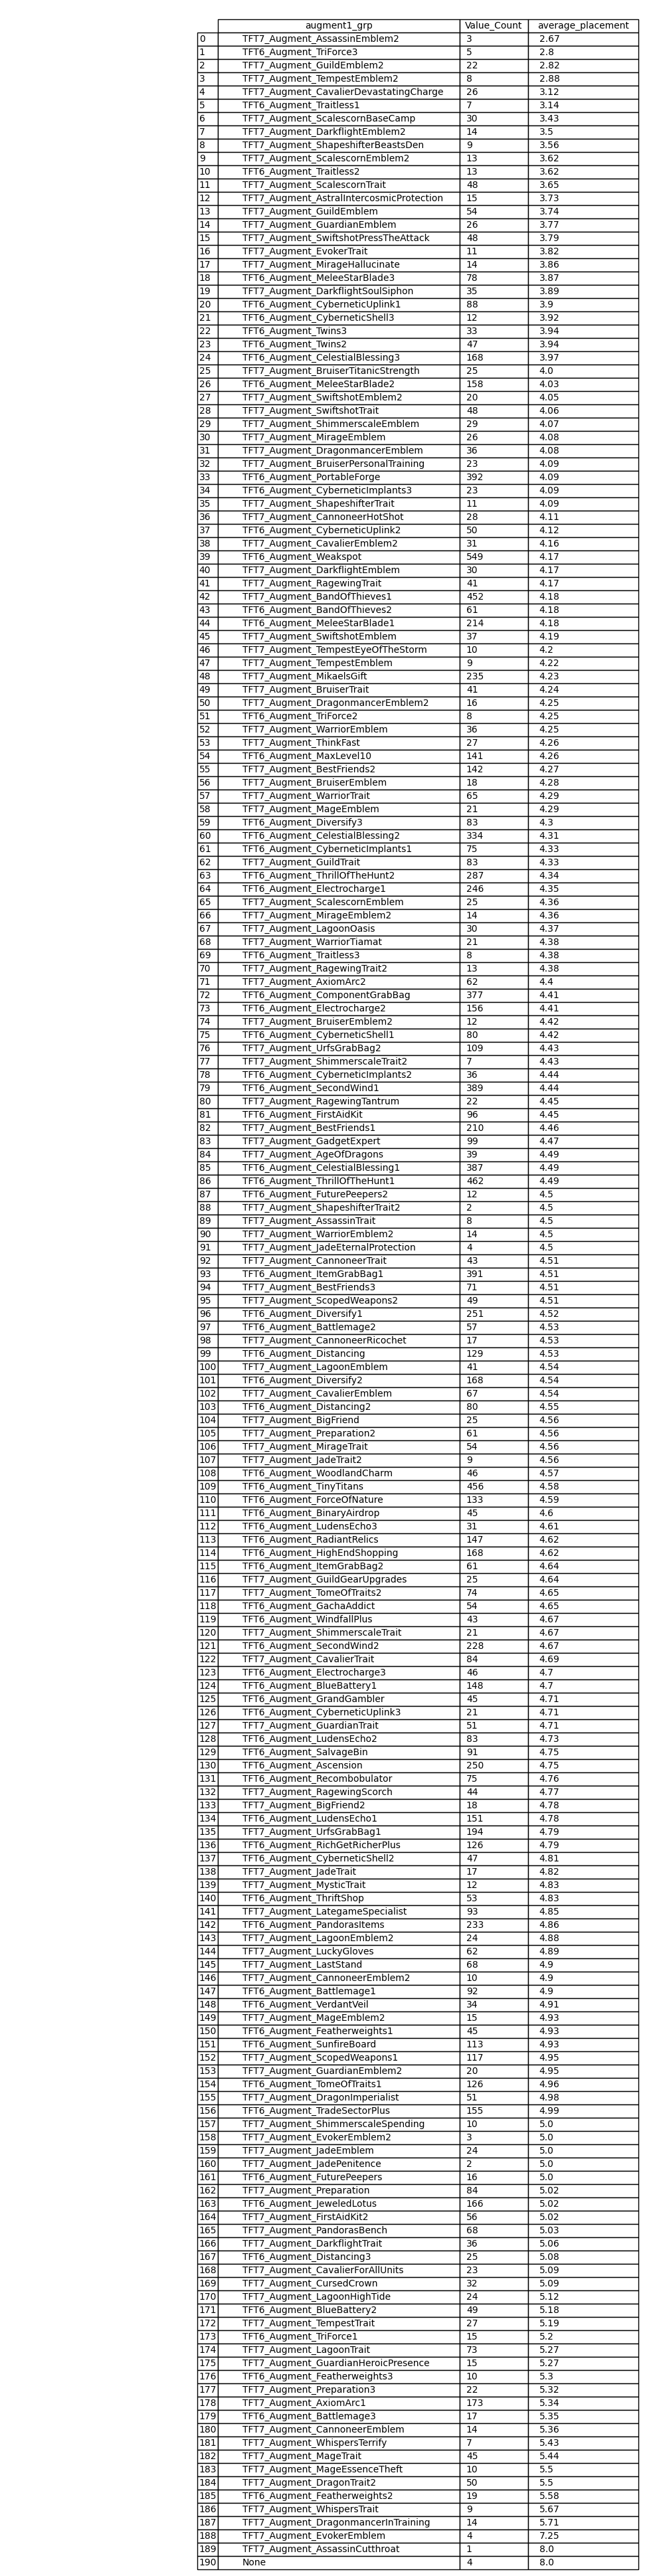 augment1_grp Value_Count average_placement
0 TFT7_Augment_AssassinEmblem2 3 2.67
1 TFT6_Augment_TriForce3 5 2.8
2 TFT7_Augment_GuildEmblem2 22 2.82
3 TFT7_Augment_TempestEmblem2 8 2.88
4 TFT7_Augment_CavalierDevastatingCharge 26 3.12
5 TFT6_Augment_Traitless1 7 3.14
6 TFT7_Augment_ScalescornBaseCamp 30 3.43
7 TFT7_Augment_DarkflightEmblem2 14 3.5
8 TFT7_Augment_ShapeshifterBeastsDen 9 3.56
9 TFT7_Augment_ScalescornEmblem2 13 3.62
10 TFT6_Augment_Traitless2 13 3.62
11 TFT7_Augment_ScalescornTrait 48 3.65
12 TFT7_Augment_AstralIntercosmicProtection 15 3.73
13 TFT7_Augment_GuildEmblem 54 3.74
14 TFT7_Augment_GuardianEmblem 26 3.77
15 TFT7_Augment_SwiftshotPressTheAttack 48 3.79
16 TFT7_Augment_EvokerTrait 11 3.82
17 TFT7_Augment_MirageHallucinate 14 3.86
18 TFT6_Augment_MeleeStarBlade3 78 3.87
19 TFT7_Augment_DarkflightSoulSiphon 35 3.89
20 TFT6_Augment_CyberneticUplink1 88 3.9
21 TFT6_Augment_CyberneticShell3 12 3.92
22 TFT6_Augment_Twins3 33 3.94
23 TFT6_Augment_Twins2 47 3.94
24 TFT6_Augment_CelestialBlessing3 168 3.97
25 TFT7_Augment_BruiserTitanicStrength 25 4.0
26 TFT6_Augment_MeleeStarBlade2 158 4.03
27 TFT7_Augment_SwiftshotEmblem2 20 4.05
28 TFT7_Augment_SwiftshotTrait 48 4.06
29 TFT7_Augment_ShimmerscaleEmblem 29 4.07
30 TFT7_Augment_MirageEmblem 26 4.08
31 TFT7_Augment_DragonmancerEmblem 36 4.08
32 TFT7_Augment_BruiserPersonalTraining 23 4.09
33 TFT6_Augment_PortableForge 392 4.09
34 TFT6_Augment_CyberneticImplants3 23 4.09
35 TFT7_Augment_ShapeshifterTrait 11 4.09
36 TFT7_Augment_CannoneerHotShot 28 4.11
37 TFT6_Augment_CyberneticUplink2 50 4.12
38 TFT7_Augment_CavalierEmblem2 31 4.16
39 TFT6_Augment_Weakspot 549 4.17
40 TFT7_Augment_DarkflightEmblem 30 4.17
41 TFT7_Augment_RagewingTrait 41 4.17
42 TFT7_Augment_BandOfThieves1 452 4.18
43 TFT6_Augment_BandOfThieves2 61 4.18
44 TFT6_Augment_MeleeStarBlade1 214 4.18
45 TFT7_Augment_SwiftshotEmblem 37 4.19
46 TFT7_Augment_TempestEyeOfTheStorm 10 4.2
47 TFT7_Augment_TempestEmblem 9 4.22
48 TFT7_Augment_MikaelsGift 235 4.23
49 TFT7_Augment_BruiserTrait 41 4.24
50 TFT7_Augment_DragonmancerEmblem2 16 4.25
51 TFT6_Augment_TriForce2 8 4.25
52 TFT7_Augment_WarriorEmblem 36 4.25
53 TFT7_Augment_ThinkFast 27 4.26
54 TFT6_Augment_MaxLevel10 141 4.26
55 TFT7_Augment_BestFriends2 142 4.27
56 TFT7_Augment_BruiserEmblem 18 4.28
57 TFT7_Augment_WarriorTrait 65 4.29
58 TFT7_Augment_MageEmblem 21 4.29
59 TFT6_Augment_Diversify3 83 4.3
60 TFT6_Augment_CelestialBlessing2 334 4.31
61 TFT6_Augment_CyberneticImplants1 75 4.33
62 TFT7_Augment_GuildTrait 83 4.33
63 TFT6_Augment_ThrillOfTheHunt2 287 4.34
64 TFT6_Augment_Electrocharge1 246 4.35
65 TFT7_Augment_ScalescornEmblem 25 4.36
66 TFT7_Augment_MirageEmblem2 14 4.36
67 TFT7_Augment_LagoonOasis 30 4.37
68 TFT7_Augment_WarriorTiamat 21 4.38
69 TFT6_Augment_Traitless3 8 4.38
70 TFT7_Augment_RagewingTrait2 13 4.38
71 TFT7_Augment_AxiomArc2 62 4.4
72 TFT6_Augment_ComponentGrabBag 377 4.41
73 TFT6_Augment_Electrocharge2 156 4.41
74 TFT7_Augment_BruiserEmblem2 12 4.42
75 TFT6_Augment_CyberneticShell1 80 4.42
76 TFT7_Augment_UrfsGrabBag2 109 4.43
77 TFT7_Augment_ShimmerscaleTrait2 7 4.43
78 TFT6_Augment_CyberneticImplants2 36 4.44
79 TFT6_Augment_SecondWind1 389 4.44
80 TFT7_Augment_RagewingTantrum 22 4.45
81 TFT6_Augment_FirstAidKit 96 4.45
82 TFT7_Augment_BestFriends1 210 4.46
83 TFT7_Augment_GadgetExpert 99 4.47
84 TFT7_Augment_AgeOfDragons 39 4.49
85 TFT6_Augment_CelestialBlessing1 387 4.49
86 TFT6_Augment_ThrillOfTheHunt1 462 4.49
87 TFT7_Augment_FuturePeepers2 12 4.5
88 TFT7_Augment_ShapeshifterTrait2 2 4.5
89 TFT7_Augment_AssassinTrait 8 4.5
90 TFT7_Augment_WarriorEmblem2 14 4.5
91 TFT7_Augment_JadeEternalProtection 4 4.5
92 TFT7_Augment_CannoneerTrait 43 4.51
93 TFT6_Augment_ItemGrabBag1 391 4.51
94 TFT7_Augment_BestFriends3 71 4.51
95 TFT7_Augment_ScopedWeapons2 49 4.51
96 TFT6_Augment_Diversify1 251 4.52
97 TFT6_Augment_Battlemage2 57 4.53
98 TFT7_Augment_CannoneerRicochet 17 4.53
99 TFT6_Augment_Distancing 129 4.53
100 TFT7_Augment_LagoonEmblem 41 4.54
101 TFT6_Augment_Diversify2 168 4.54
102 TFT7_Augment_CavalierEmblem 67 4.54
103 TFT6_Augment_Distancing2 80 4.55
104 TFT7_Augment_BigFriend 25 4.56
105 TFT7_Augment_Preparation2 61 4.56
106 TFT7_Augment_MirageTrait 54 4.56
107 TFT7_Augment_JadeTrait2 9 4.56
108 TFT6_Augment_WoodlandCharm 46 4.57
109 TFT6_Augment_TinyTitans 456 4.58
110 TFT6_Augment_ForceOfNature 133 4.59
111 TFT6_Augment_BinaryAirdrop 45 4.6
112 TFT6_Augment_LudensEcho3 31 4.61
113 TFT6_Augment_RadiantRelics 147 4.62
114 TFT6_Augment_HighEndShopping 168 4.62
115 TFT6_Augment_ItemGrabBag2 61 4.64
116 TFT7_Augment_GuildGearUpgrades 25 4.64
117 TFT7_Augment_TomeOfTraits2 74 4.65
118 TFT7_Augment_GachaAddict 54 4.65
119 TFT6_Augment_WindfallPlus 43 4.67
120 TFT7_Augment_ShimmerscaleTrait 21 4.67
121 TFT6_Augment_SecondWind2 228 4.67
122 TFT7_Augment_CavalierTrait 84 4.69
123 TFT6_Augment_Electrocharge3 46 4.7
124 TFT6_Augment_BlueBattery1 148 4.7
125 TFT6_Augment_GrandGambler 45 4.71
126 TFT6_Augment_CyberneticUplink3 21 4.71
127 TFT7_Augment_GuardianTrait 51 4.71
128 TFT6_Augment_LudensEcho2 83 4.73
129 TFT6_Augment_SalvageBin 91 4.75
130 TFT6_Augment_Ascension 250 4.75
131 TFT6_Augment_Recombobulator 75 4.76
132 TFT7_Augment_RagewingScorch 44 4.77
133 TFT7_Augment_BigFriend2 18 4.78
134 TFT6_Augment_LudensEcho1 151 4.78
135 TFT7_Augment_UrfsGrabBag1 194 4.79
136 TFT6_Augment_RichGetRicherPlus 126 4.79
137 TFT6_Augment_CyberneticShell2 47 4.81
138 TFT7_Augment_JadeTrait 17 4.82
139 TFT7_Augment_MysticTrait 12 4.83
140 TFT6_Augment_ThriftShop 53 4.83
141 TFT7_Augment_LategameSpecialist 93 4.85
142 TFT6_Augment_PandorasItems 233 4.86
143 TFT7_Augment_LagoonEmblem2 24 4.88
144 TFT7_Augment_LuckyGloves 62 4.89
145 TFT7_Augment_LastStand 68 4.9
146 TFT7_Augment_CannoneerEmblem2 10 4.9
147 TFT6_Augment_Battlemage1 92 4.9
148 TFT6_Augment_VerdantVeil 34 4.91
149 TFT7_Augment_MageEmblem2 15 4.93
150 TFT6_Augment_Featherweights1 45 4.93
151 TFT6_Augment_SunfireBoard 113 4.93
152 TFT7_Augment_ScopedWeapons1 117 4.95
153 TFT7_Augment_GuardianEmblem2 20 4.95
154 TFT6_Augment_TomeOfTraits1 126 4.96
155 TFT7_Augment_DragonImperialist 51 4.98
156 TFT6_Augment_TradeSectorPlus 155 4.99
157 TFT7_Augment_ShimmerscaleSpending 10 5.0
158 TFT7_Augment_EvokerEmblem2 3 5.0
159 TFT7_Augment_JadeEmblem 24 5.0
160 TFT7_Augment_JadePenitence 2 5.0
161 TFT6_Augment_FuturePeepers 16 5.0
162 TFT7_Augment_Preparation 84 5.02
163 TFT6_Augment_JeweledLotus 166 5.02
164 TFT7_Augment_FirstAidKit2 56 5.02
165 TFT7_Augment_PandorasBench 68 5.03
166 TFT7_Augment_DarkflightTrait 36 5.06
167 TFT6_Augment_Distancing3 25 5.08
168 TFT7_Augment_CavalierForAllUnits 23 5.09
169 TFT7_Augment_CursedCrown 32 5.09
170 TFT7_Augment_LagoonHighTide 24 5.12
171 TFT6_Augment_BlueBattery2 49 5.18
172 TFT7_Augment_TempestTrait 27 5.19
173 TFT6_Augment_TriForce1 15 5.2
174 TFT7_Augment_LagoonTrait 73 5.27
175 TFT7_Augment_GuardianHeroicPresence 15 5.27
176 TFT6_Augment_Featherweights3 10 5.3
177 TFT7_Augment_Preparation3 22 5.32
178 TFT7_Augment_AxiomArc1 173 5.34
179 TFT6_Augment_Battlemage3 17 5.35
180 TFT7_Augment_CannoneerEmblem 14 5.36
181 TFT7_Augment_WhispersTerrify 7 5.43
182 TFT7_Augment_MageTrait 45 5.44
183 TFT7_Augment_MageEssenceTheft 10 5.5
184 TFT7_Augment_DragonTrait2 50 5.5
185 TFT6_Augment_Featherweights2 19 5.58
186 TFT7_Augment_WhispersTrait 9 5.67
187 TFT7_Augment_DragonmancerInTraining 14 5.71
188 TFT7_Augment_EvokerEmblem 4 7.25
189 TFT7_Augment_AssassinCutthroat 1 8.0
190 None 4 8.0